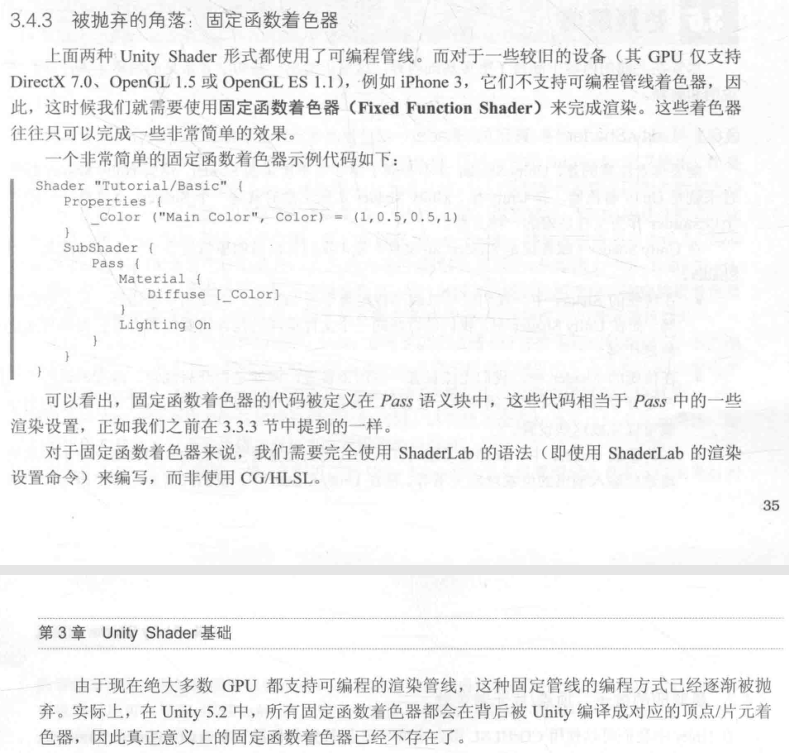 3.4.3 被抛弃的角落：固定函数着色器
上面两种 Unity Shader 形式都使用了可编程管线。而对于一些较旧的设备（其 GPU 仅支持
DirectX 7.0、OpenGL 1.5 或 OpenGL ES 1.1），例如 iPhone 3，它们不支持可编程管线着色器，因
此，这时候我们就需要使用固定函数着色器（Fixed Function Shader）来完成渲染。这些着色器
往往只可以完成一些非常简单的效果。
一个非常简单的固定函数着色器示例代码如下：
Shader "Tutorial/Basic" {
Properties {
_Color ("Main Color", Color) = (1,0.5,0.5,1)
}
SubShader {
Pass {
Material {
Diffuse [_Color]
}
Lighting On
}
}
}
可以看出，固定函数着色器的代码被定义在 Pass 语义块中，这些代码相当于 Pass 中的一些
渲染设置，正如我们之前在 3.3.3 节中提到的一样。
对于固定函数着色器来说，我们需要完全使用 ShaderLab 的语法（即使用 ShaderLab 的渲染
设置命令）来编写，而非使用 CG/HLSL。
35
第 3 章 Unity Shader 基础
由于现在绝大多数 GPU 都支持可编程的渲染管线，这种固定管线的编程方式已经逐渐被抛
弃。实际上，在 Unity 5.2 中，所有固定函数着色器都会在背后被 Unity 编译成对应的顶点/片元着
色器，因此真正意义上的固定函数着色器已经不存在了。